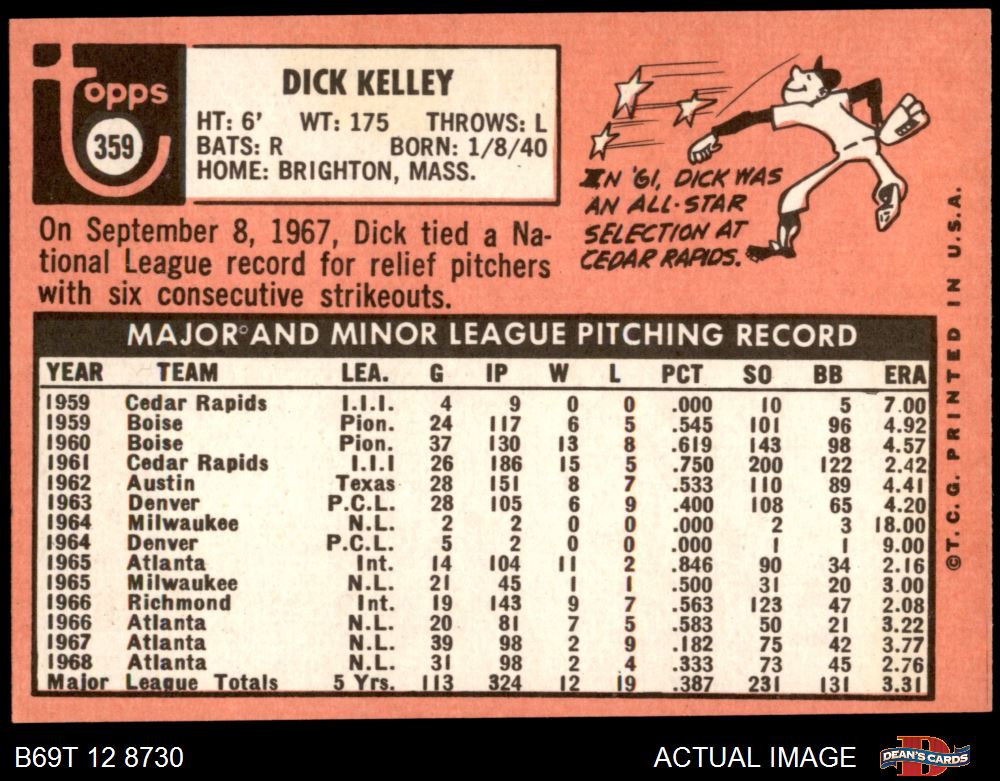 Topps
359
DICK KELLEY
HT: 6' WT: 175 THROWS: L
BATS: R BORN: 1/8/40
HOME: BRIGHTON, MASS.
On September 8, 1967, Dick tied a Na-
tional League record for relief pitchers
with six consecutive strikeouts.
IN '61, DICK WAS
AN ALL-STAR
SELECTION AT
CEDAR RAPIDS.
©T.C.G. PRINTED IN U.S.A.
MAJOR AND MINOR LEAGUE PITCHING RECORD
YEAR TEAM LEA. G IP W L PCT SO BB ERA
1959 Cedar Rapids I.I.I. 4 9 0 0 .000 10 5 7.00
1959 Boise Pion. 24 117 6 5 .545 101 96 4.92
1960 Boise Pion. 37 130 13 8 .619 143 98 4.57
1961 Cedar Rapids I.I.I 26 186 15 5 .750 200 122 2.42
1962 Austin Texas 28 151 8 7 .533 110 89 4.41
1963 Denver P.C.L. 28 105 6 9 .400 108 65 4.20
1964 Milwaukee N.L. 2 2 0 0 .000 2 3 18.00
1964 Denver P.C.L. 5 2 0 0 .000 1 1 9.00
1965 Atlanta Int. 14 104 11 2 .846 90 34 2.16
1965 Milwaukee N.L. 21 45 1 1 .500 31 20 3.00
1966 Richmond Int. 19 143 9 7 .563 123 47 2.08
1966 Atlanta N.L. 20 81 7 5 .583 50 21 3.22
1967 Atlanta N.L. 39 98 2 9 .182 75 42 3.77
1968 Atlanta N.L. 31 98 2 4 .333 73 45 2.76
Major League Totals 5 Yrs. 113 324 12 19 .387 231 131 3.31
B69T 12 8730
ACTUAL IMAGE
D
DEAN'S CARDS